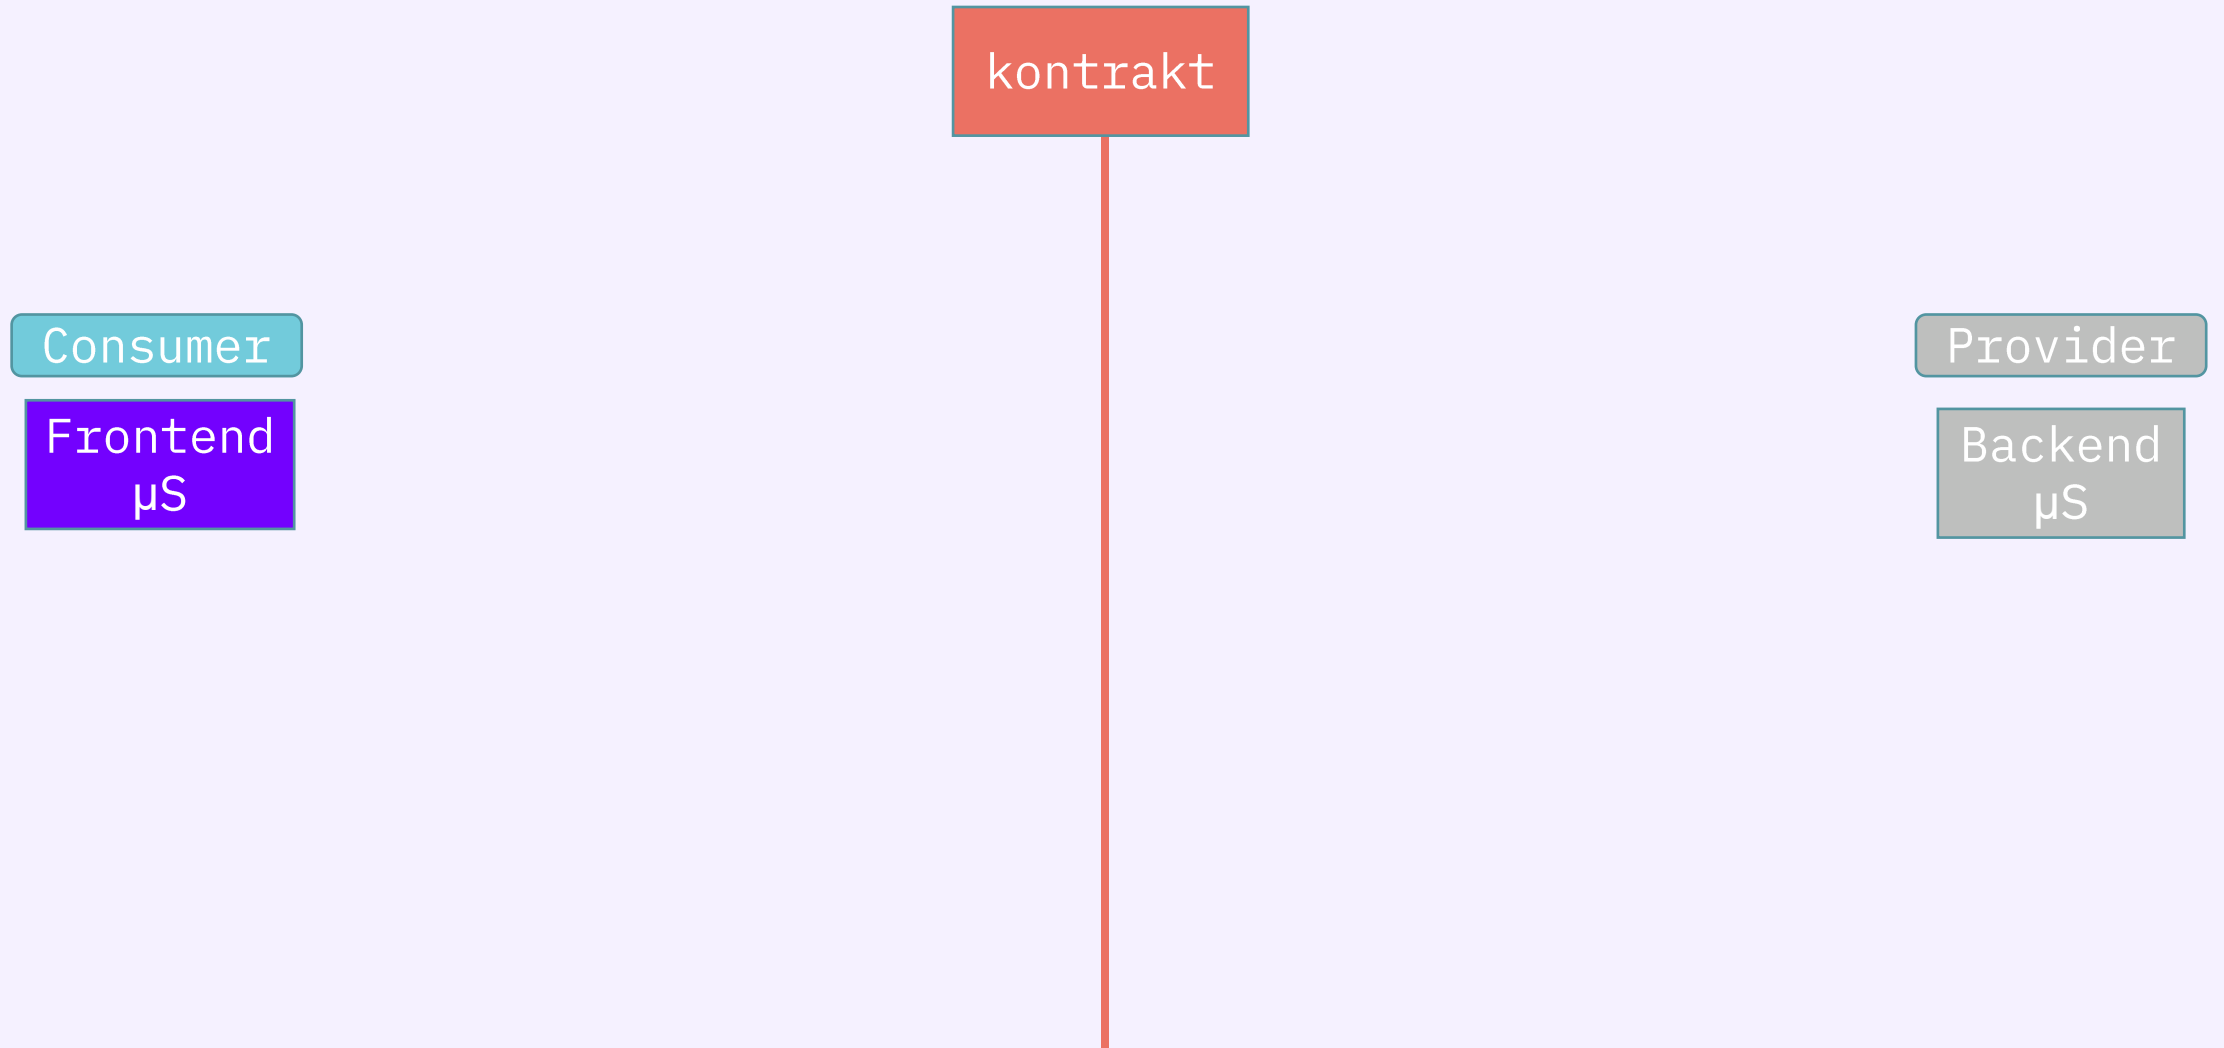 kontrakt
Consumer
Provider
Frontend
µS
Backend
µS